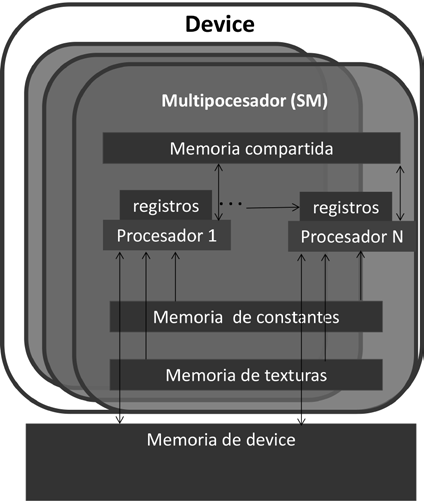 Device
Multipocesador (SM)
Memoria compartida
registros
...
registros
Procesador 1
Procesador N
Memoria de constantes
Memoria de texturas
Memoria de device